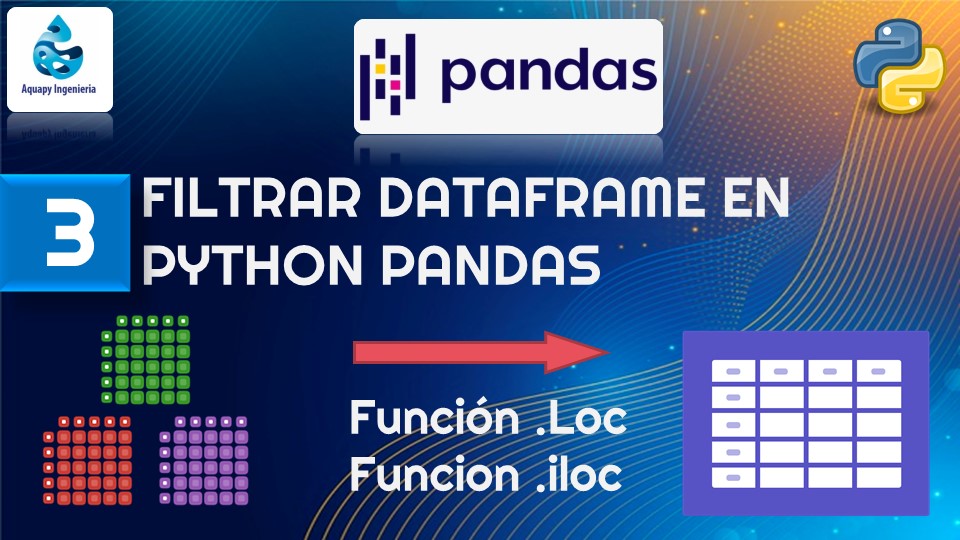 Aquapy Ingenieria
pandas
3
FILTRAR DATAFRAME EN
PYTHON PANDAS
Función .Loc
Funcion .iloc